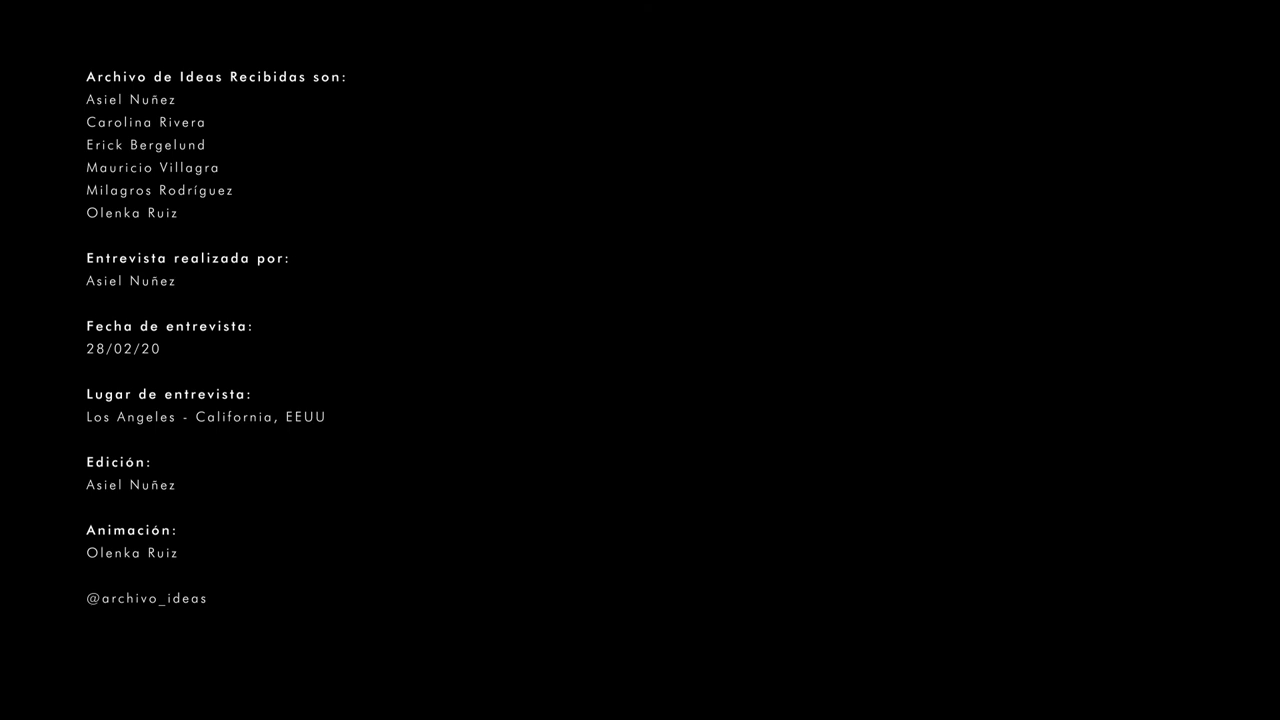 Archivo de Ideas Recibidas son:
Asiel Nuñez
Carolina Rivera
Erick Bergelund
Mauricio Villagra
Milagros Rodríguez
Olenka Ruiz
Entrevista realizada por:
Asiel Nuñez
Fecha de entrevista:
28/02/20
Lugar de entrevista:
Los Angeles - California, EEUU
Edición:
Asiel Nuñez
Animación:
Olenka Ruiz
@archivo_ideas